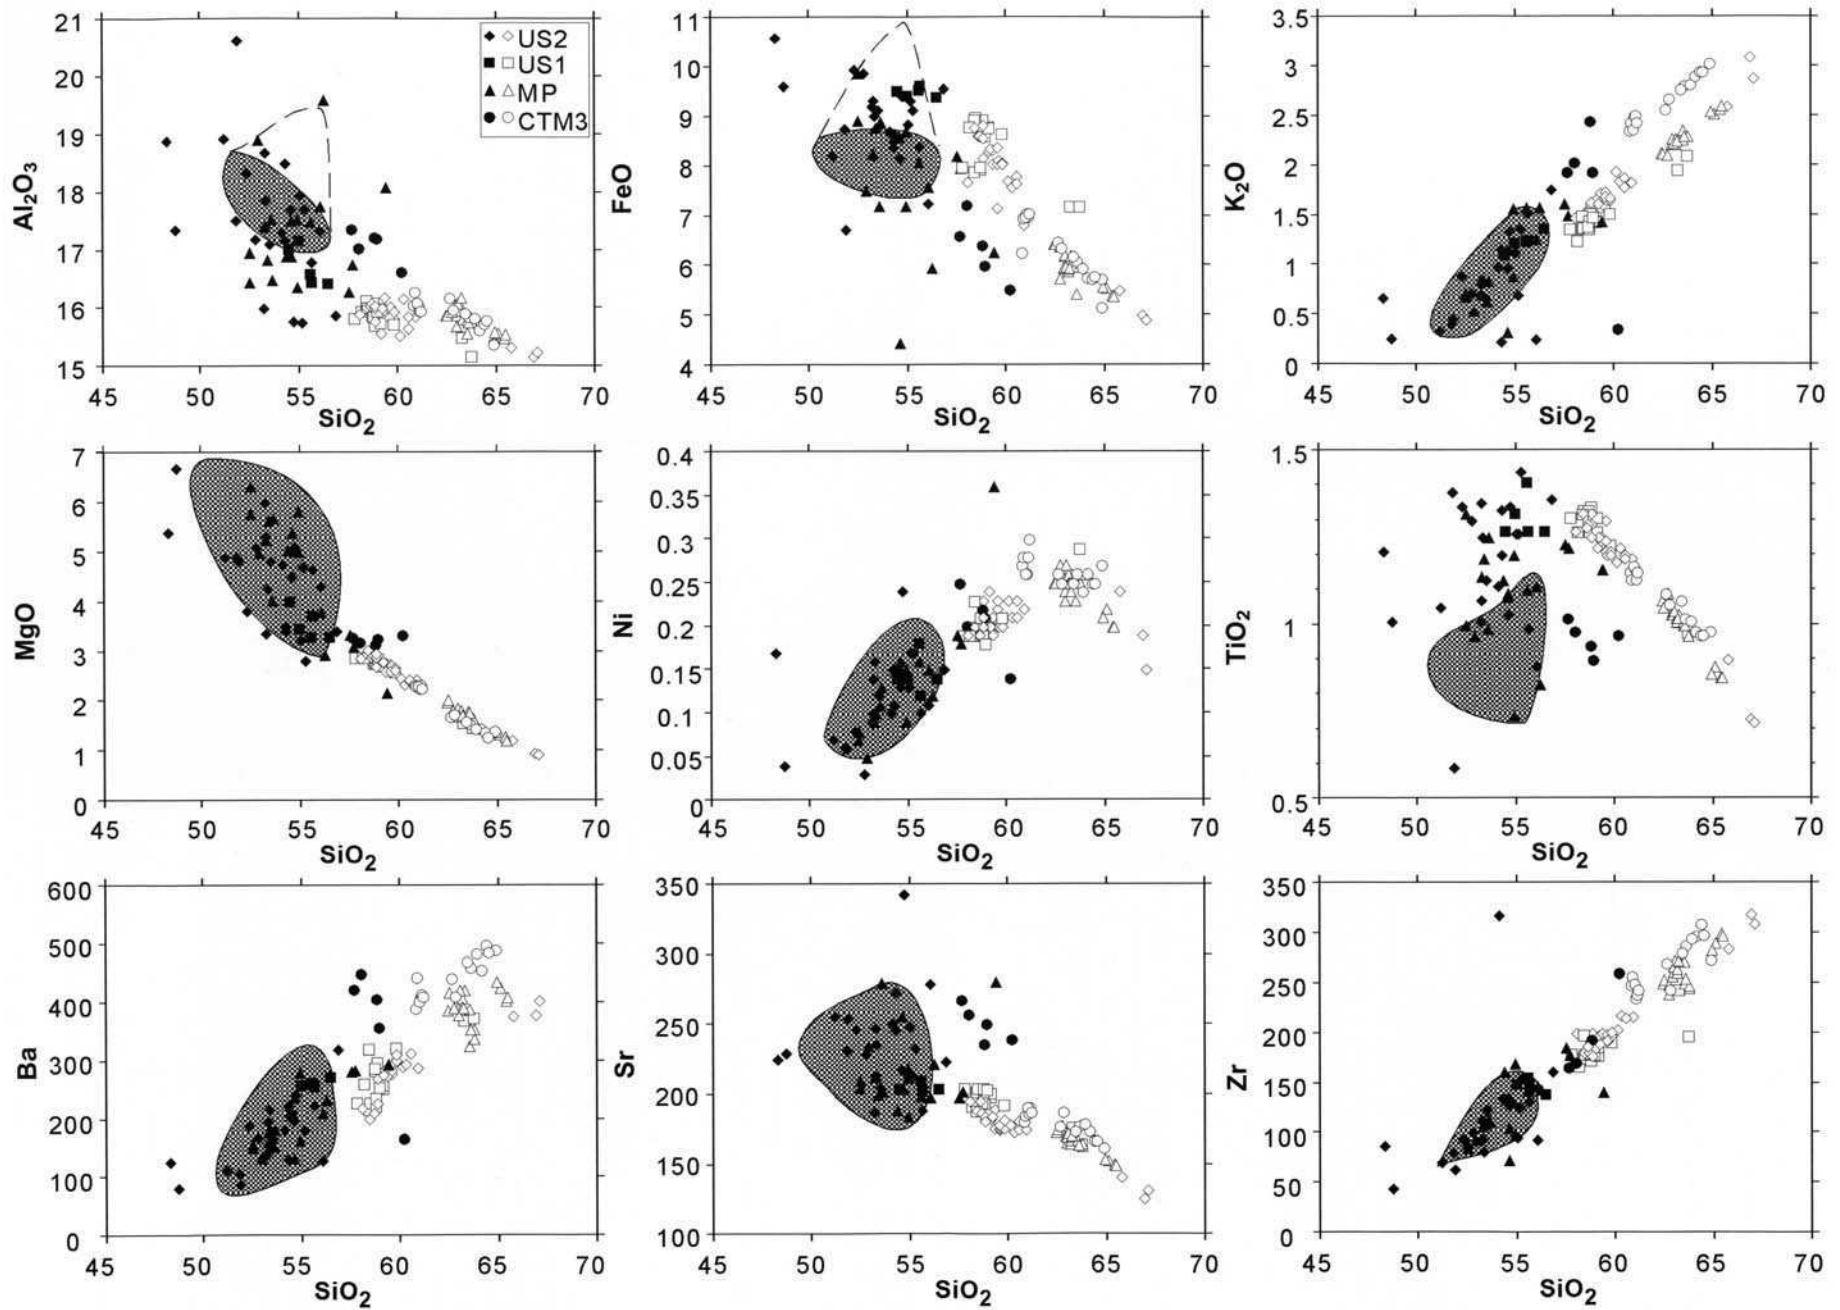 21
20
19
18
17
16
15
Al2O3
45 50 55 60 65 70
SiO2
US2
US1
MP
CTM3
11
10
9
8
7
6
5
4
FeO
45 50 55 60 65 70
SiO2
3.5
3
2.5
2
1.5
1
0.5
0
K2O
45 50 55 60 65 70
SiO2
7
6
5
4
3
2
1
0
MgO
45 50 55 60 65 70
SiO2
0.4
0.35
0.3
0.25
0.2
0.15
0.1
0.05
0
Ni
45 50 55 60 65 70
SiO2
1.5
1
0.5
TiO2
45 50 55 60 65 70
SiO2
600
500
400
300
200
100
0
Ba
45 50 55 60 65 70
SiO2
350
300
250
200
150
100
Sr
45 50 55 60 65 70
SiO2
350
300
250
200
150
100
50
0
Zr
45 50 55 60 65 70
SiO2